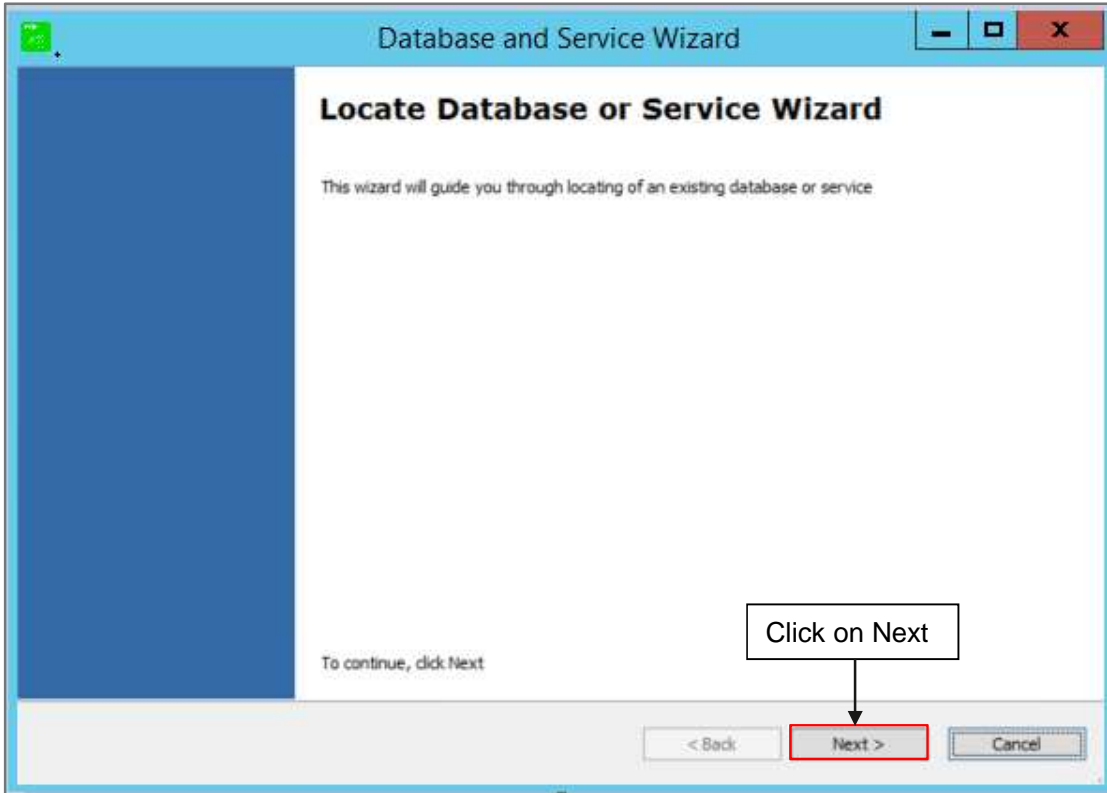 Database and Service Wizard
Locate Database or Service Wizard
This wizard will guide you through locating of an existing database or service
Click on Next
To continue, click Next
< Back Next > Cancel